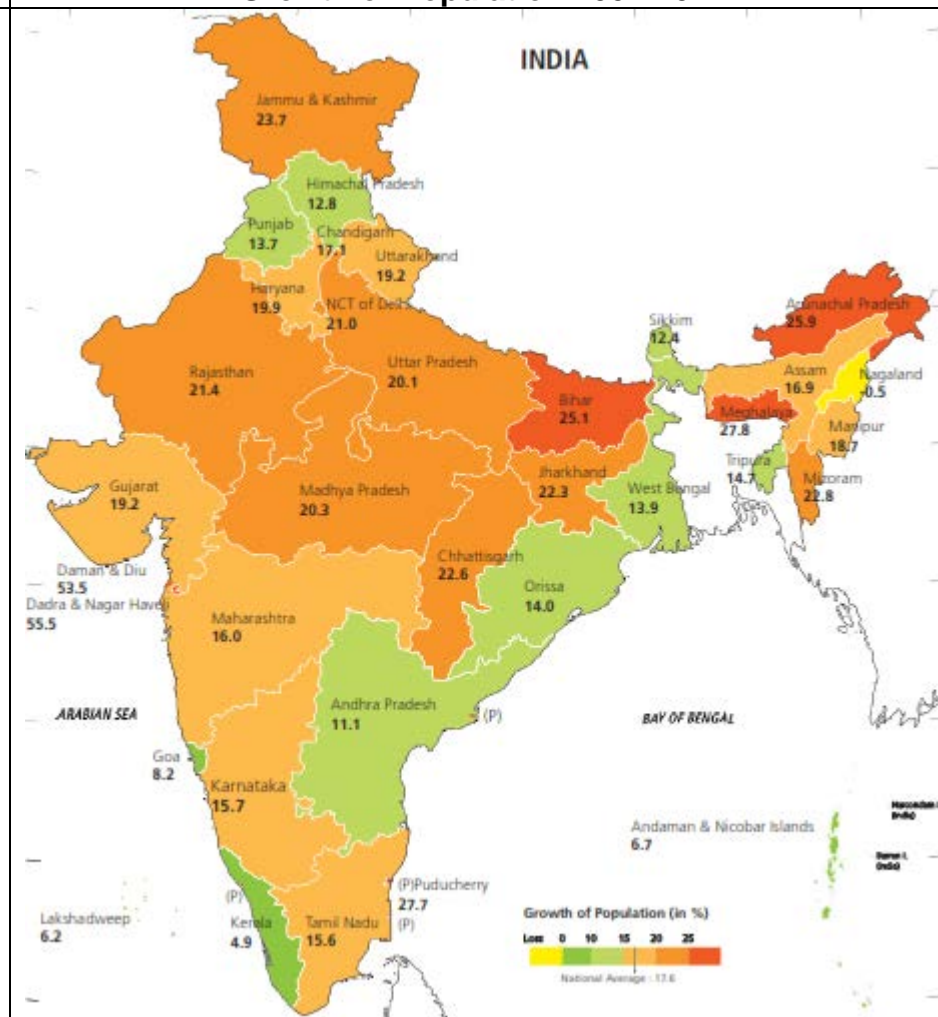 INDIA
Jammu & Kashmir
23.7
Himachal Pradesh
12.8
Punjab
13.7
Chandigarh
17.1
Uttarakhand
19.2
Haryana
19.9
NCT of Delhi
21.0
Arunachal Pradesh
25.9
Sikkim
12.4
Rajasthan
21.4
Uttar Pradesh
20.1
Assam
16.9
Nagaland
-0.5
Bihar
25.1
Meghalaya
27.8
Manipur
18.7
Tripura
14.7
Mizoram
22.8
Gujarat
19.2
Madhya Pradesh
20.3
Jharkhand
22.3
West Bengal
13.9
Chhattisgarh
22.6
Daman & Diu
53.5
Dadra & Nagar Haveli
55.5
Orissa
14.0
Maharashtra
16.0
Andhra Pradesh
11.1
(P)
ARABIAN SEA
BAY OF BENGAL
Goa
8.2
Karnataka
15.7
Andaman & Nicobar Islands
6.7
(India)
(India)
(P)
(P)Puducherry
27.7
(P)
Lakshadweep
6.2
Kerala
4.9
Tamil Nadu
15.6
Growth of Population (in %)
Loss 0 10 15 20 25
National Average : 17.6